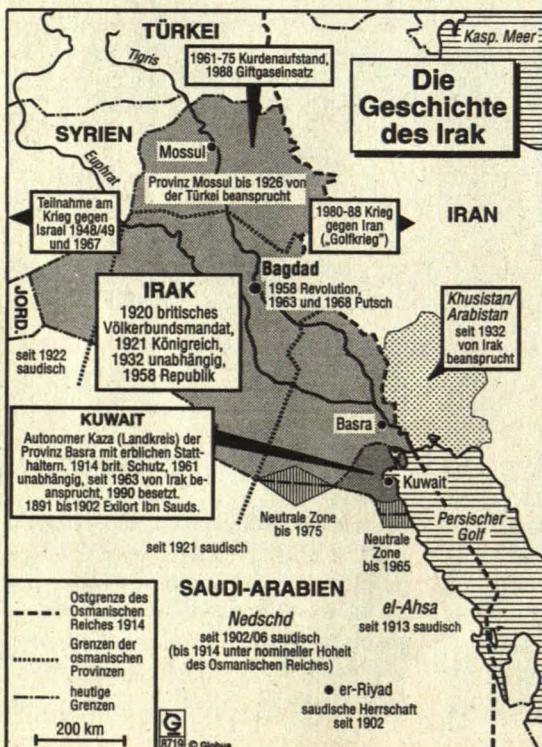 TÜRKEI
Kasp. Meer
Tigris
1961-75 Kurdenaufstand,
1988 Giftgaseinsatz
Die
Geschichte
des Irak
SYRIEN
Mossul
Euphrat
Provinz Mossul bis 1926 von
der Türkei beansprucht
Teilnahme am
Krieg gegen
Israel 1948/49
und 1967
1980-88 Krieg
gegen Iran
(„Golfkrieg")
IRAN
Bagdad
1958 Revolution,
1963 und 1968 Putsch
IRAK
1920 britisches
Völkerbundsmandat,
1921 Königreich,
1932 unabhängig,
1958 Republik
JORD.
seit 1922
saudisch
Khusistan/
Arabistan
seit 1932
von Irak
beansprucht
Basra
KUWAIT
Autonomer Kaza (Landkreis) der
Provinz Basra mit erblichen Statt-
haltern. 1914 brit. Schutz, 1961
unabhängig, seit 1963 von Irak be-
ansprucht, 1990 besetzt.
1891 bis1902 Exilort Ibn Sauds.
Kuwait
Neutrale Zone
bis 1975
Persischer
Golf
seit 1921 saudisch
Neutrale
Zone
bis 1965
SAUDI-ARABIEN
Nedschd
seit 1902/06 saudisch
(bis 1914 unter nomineller Hoheit
des Osmanischen Reiches)
el-Ahsa
seit 1913 saudisch
Ostgrenze des
Osmanischen
Reiches 1914
Grenzen der
osmanischen
Provinzen
heutige
Grenzen
200 km
er-Riyad
saudische Herrschaft
seit 1902
G
8719 © Globus